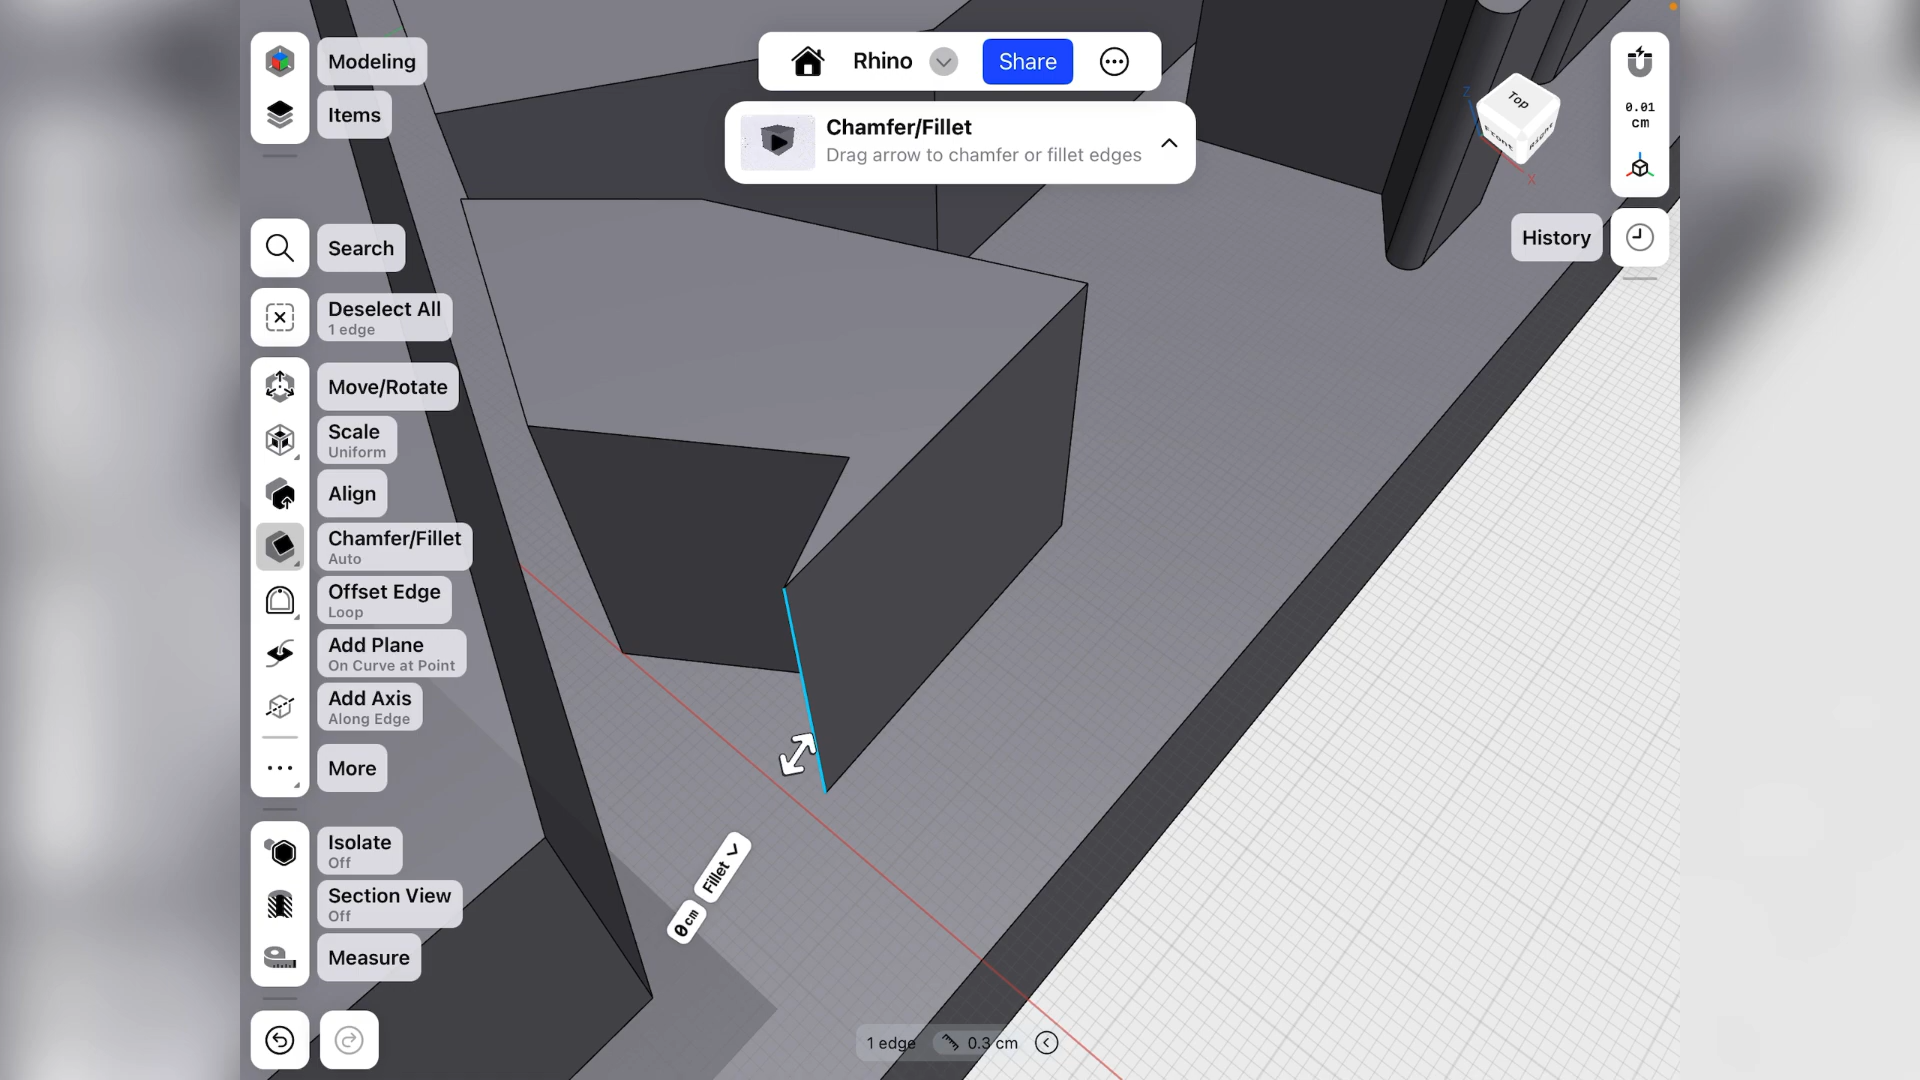 Modeling
Items
Rhino
Share
Chamfer/Fillet
Drag arrow to chamfer or fillet edges
Z
Top
Front
Right
X
0.01
cm
History
Search
Deselect All
1 edge
Move/Rotate
Scale
Uniform
Align
Chamfer/Fillet
Auto
Offset Edge
Loop
Add Plane
On Curve at Point
Add Axis
Along Edge
More
Isolate
Off
Section View
Off
Measure
Fillet
0 cm
1 edge
0.3 cm